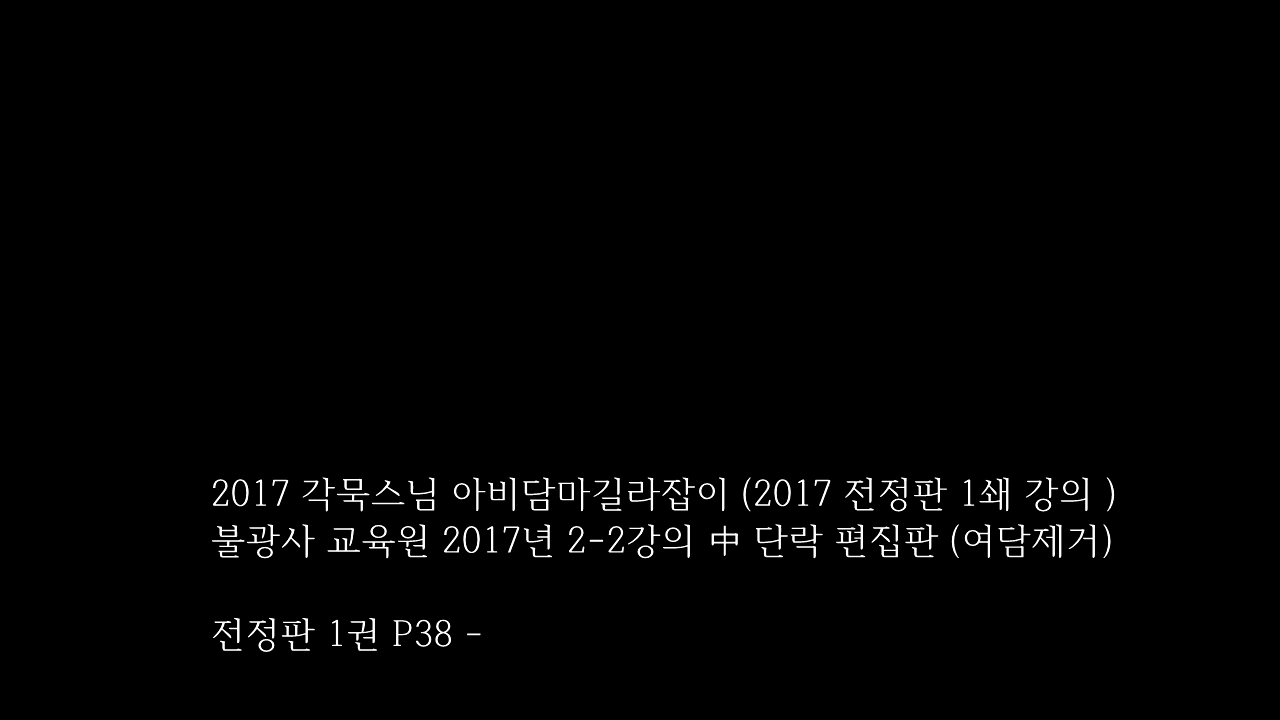 2017 각묵스님 아비담마길라잡이 (2017 전정판 1쇄 강의 )
불광사 교육원 2017년 2-2강의 中 단락 편집판 (여담제거)
전정판 1권 P38 -